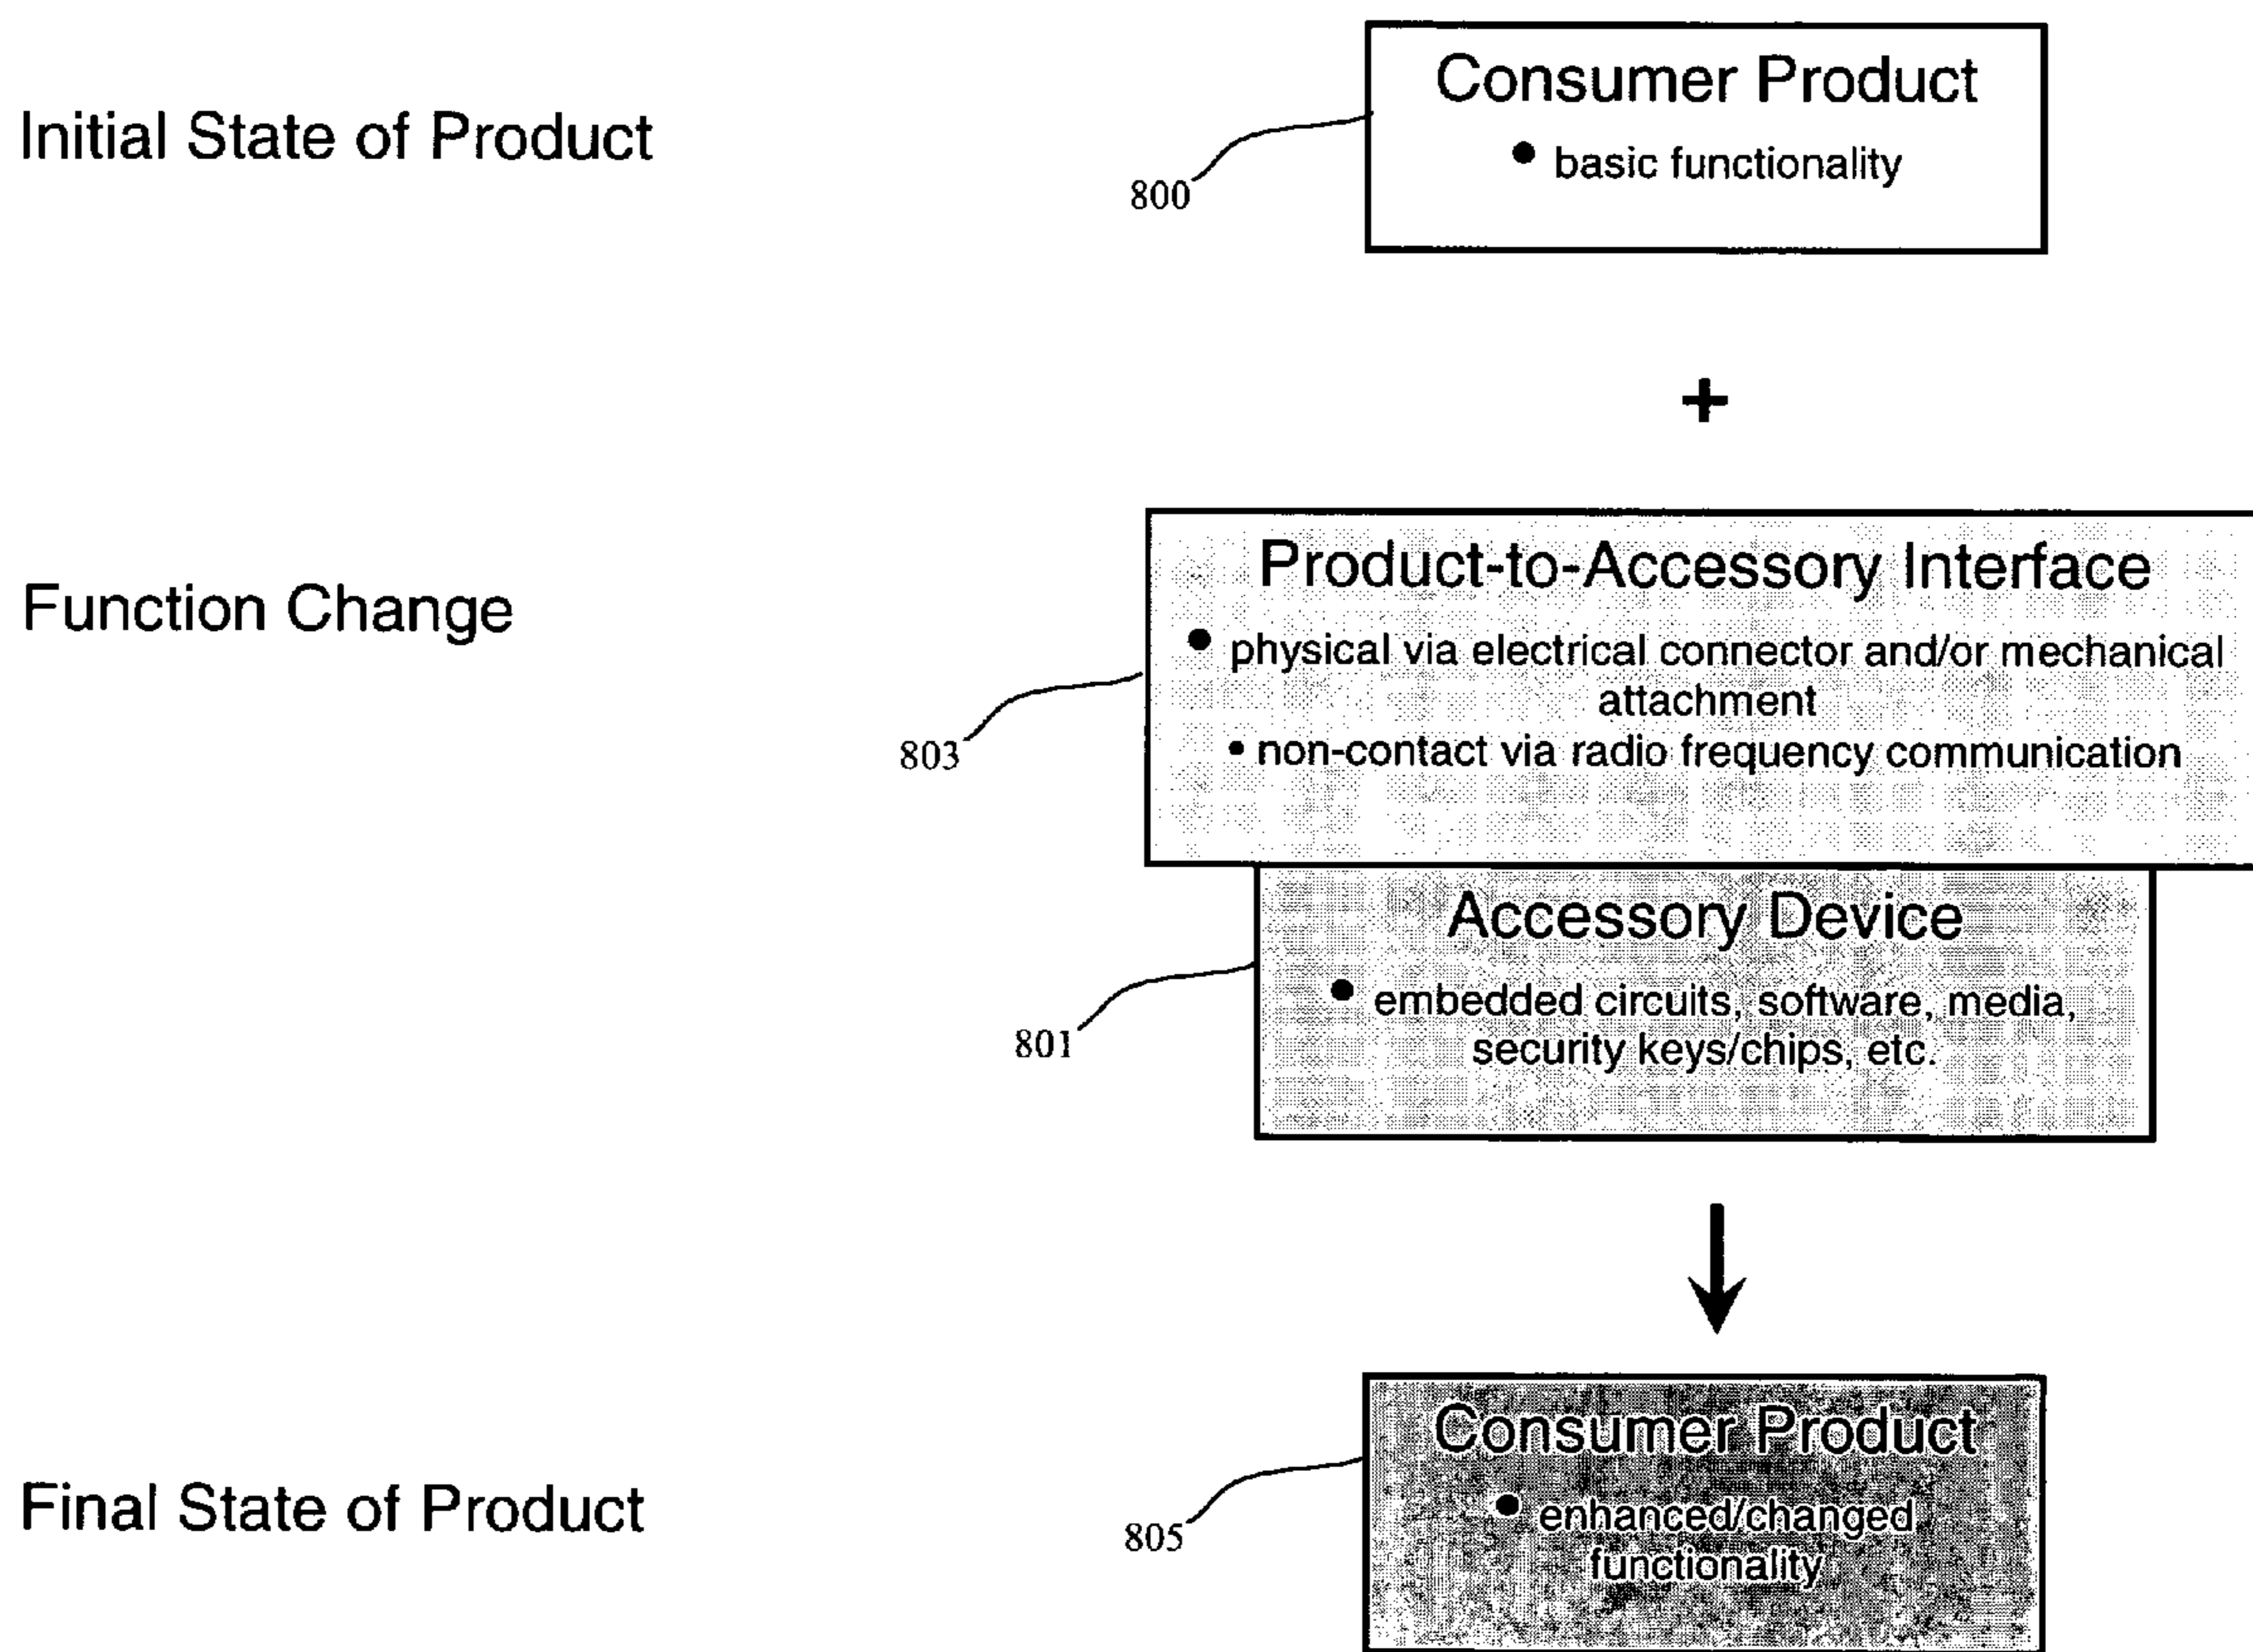 Initial State of Product
Consumer Product
• basic functionality
800
+
Function Change
Product-to-Accessory Interface
• physical via electrical connector and/or mechanical
attachment
• non-contact via radio frequency communication
803
Accessory Device
• embedded circuits, software, media,
security keys/chips, etc.
801
Final State of Product
Consumer Product
• enhanced/changed
functionality
805